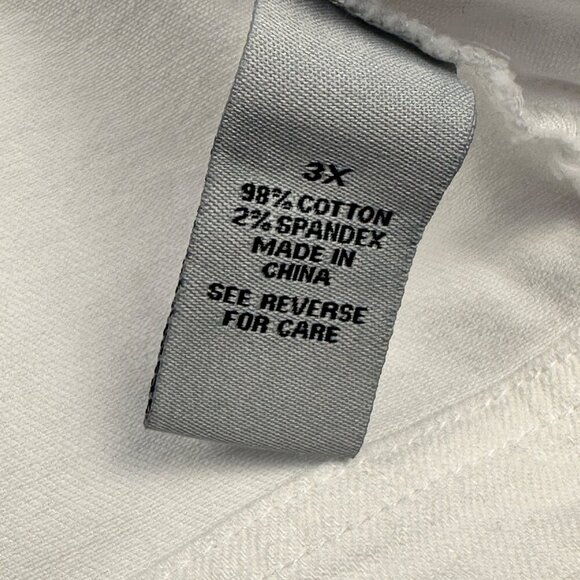 3X
98% COTTON
2% SPANDEX
MADE IN
CHINA
SEE REVERSE
FOR CARE